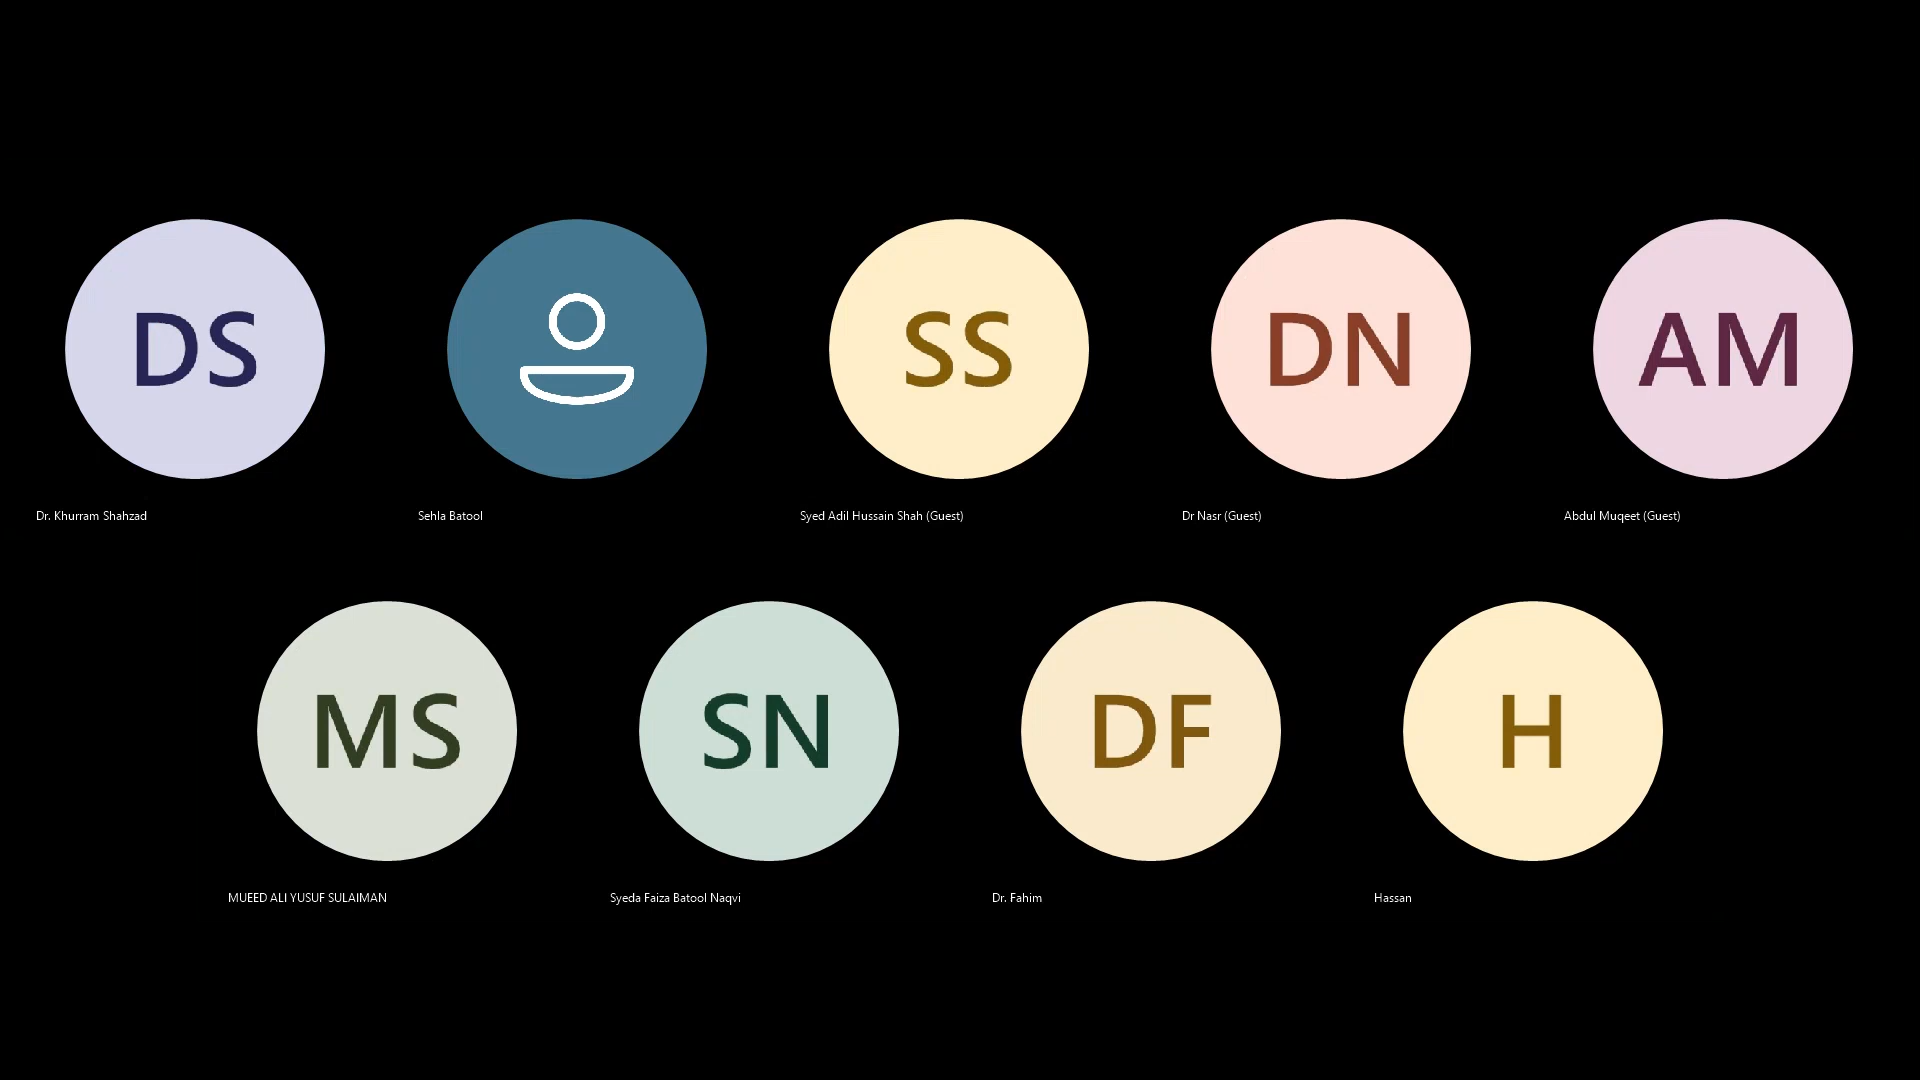 DS
SS
DN
AM
Dr. Khurram Shahzad
Sehla Batool
Syed Adil Hussain Shah (Guest)
Dr Nasr (Guest)
Abdul Muqeet (Guest)
MS
SN
DF
H
MUEED ALI YUSUF SULAIMAN
Syeda Faiza Batool Naqvi
Dr. Fahim
Hassan